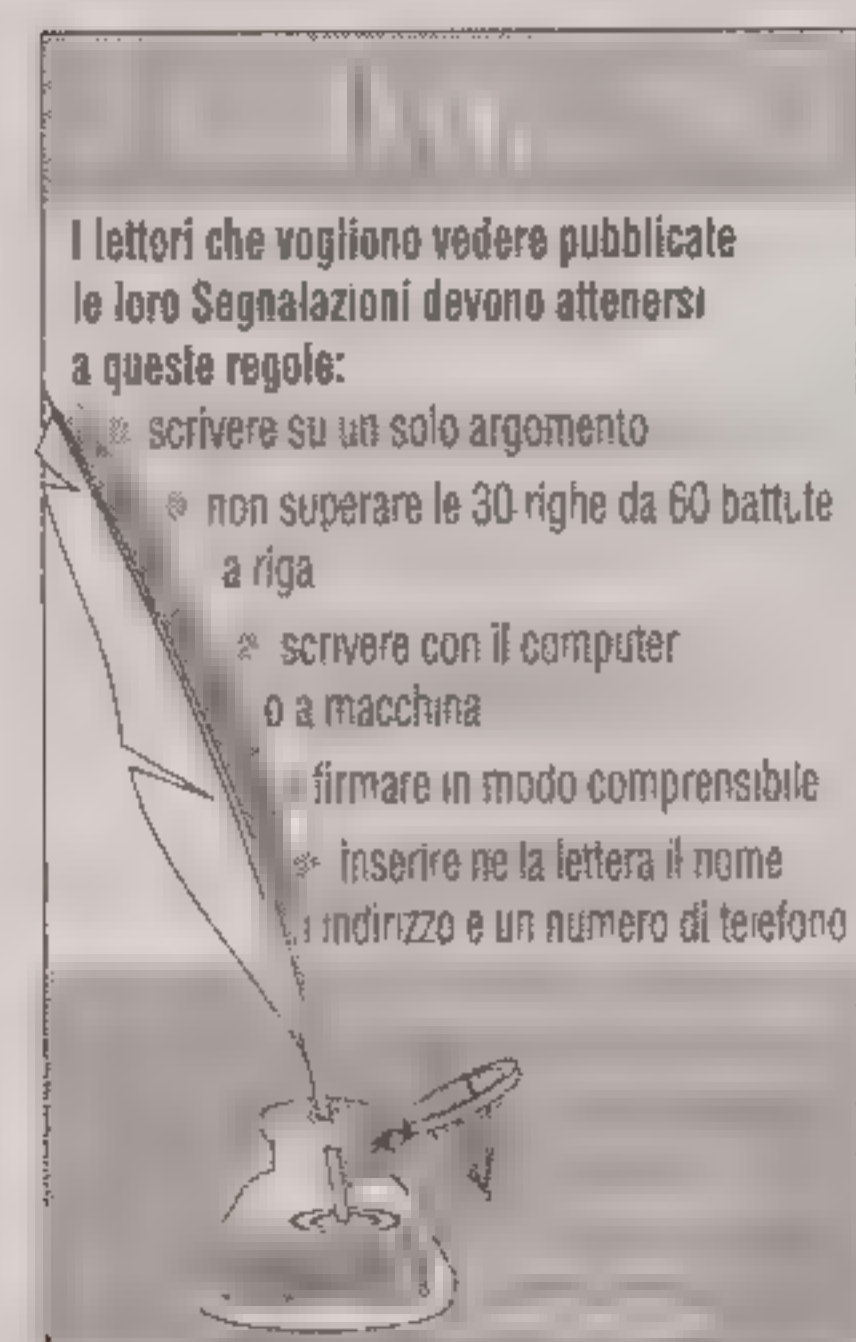 I lettori che vogliono vedere pubblicate
le loro Segnalazioni devono attenersi
a queste regole:
scrivere su un solo argomento
non superare le 30 righe da 60 battute
a riga
scrivere con il computer
o a macchina
firmare in modo comprensibile
inserire ne la lettera il nome
indirizzo e un numero di telefono